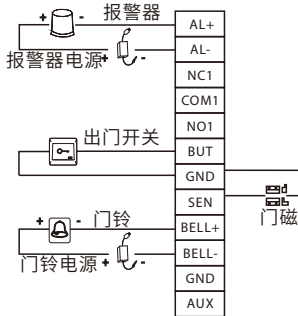 + - 报警器
报警器电源 + -
出门开关
+ - 门铃
门铃电源 + -
AL+
AL-
NC1
COM1
NO1
BUT
GND
SEN
BELL+
BELL-
GND
AUX
门磁